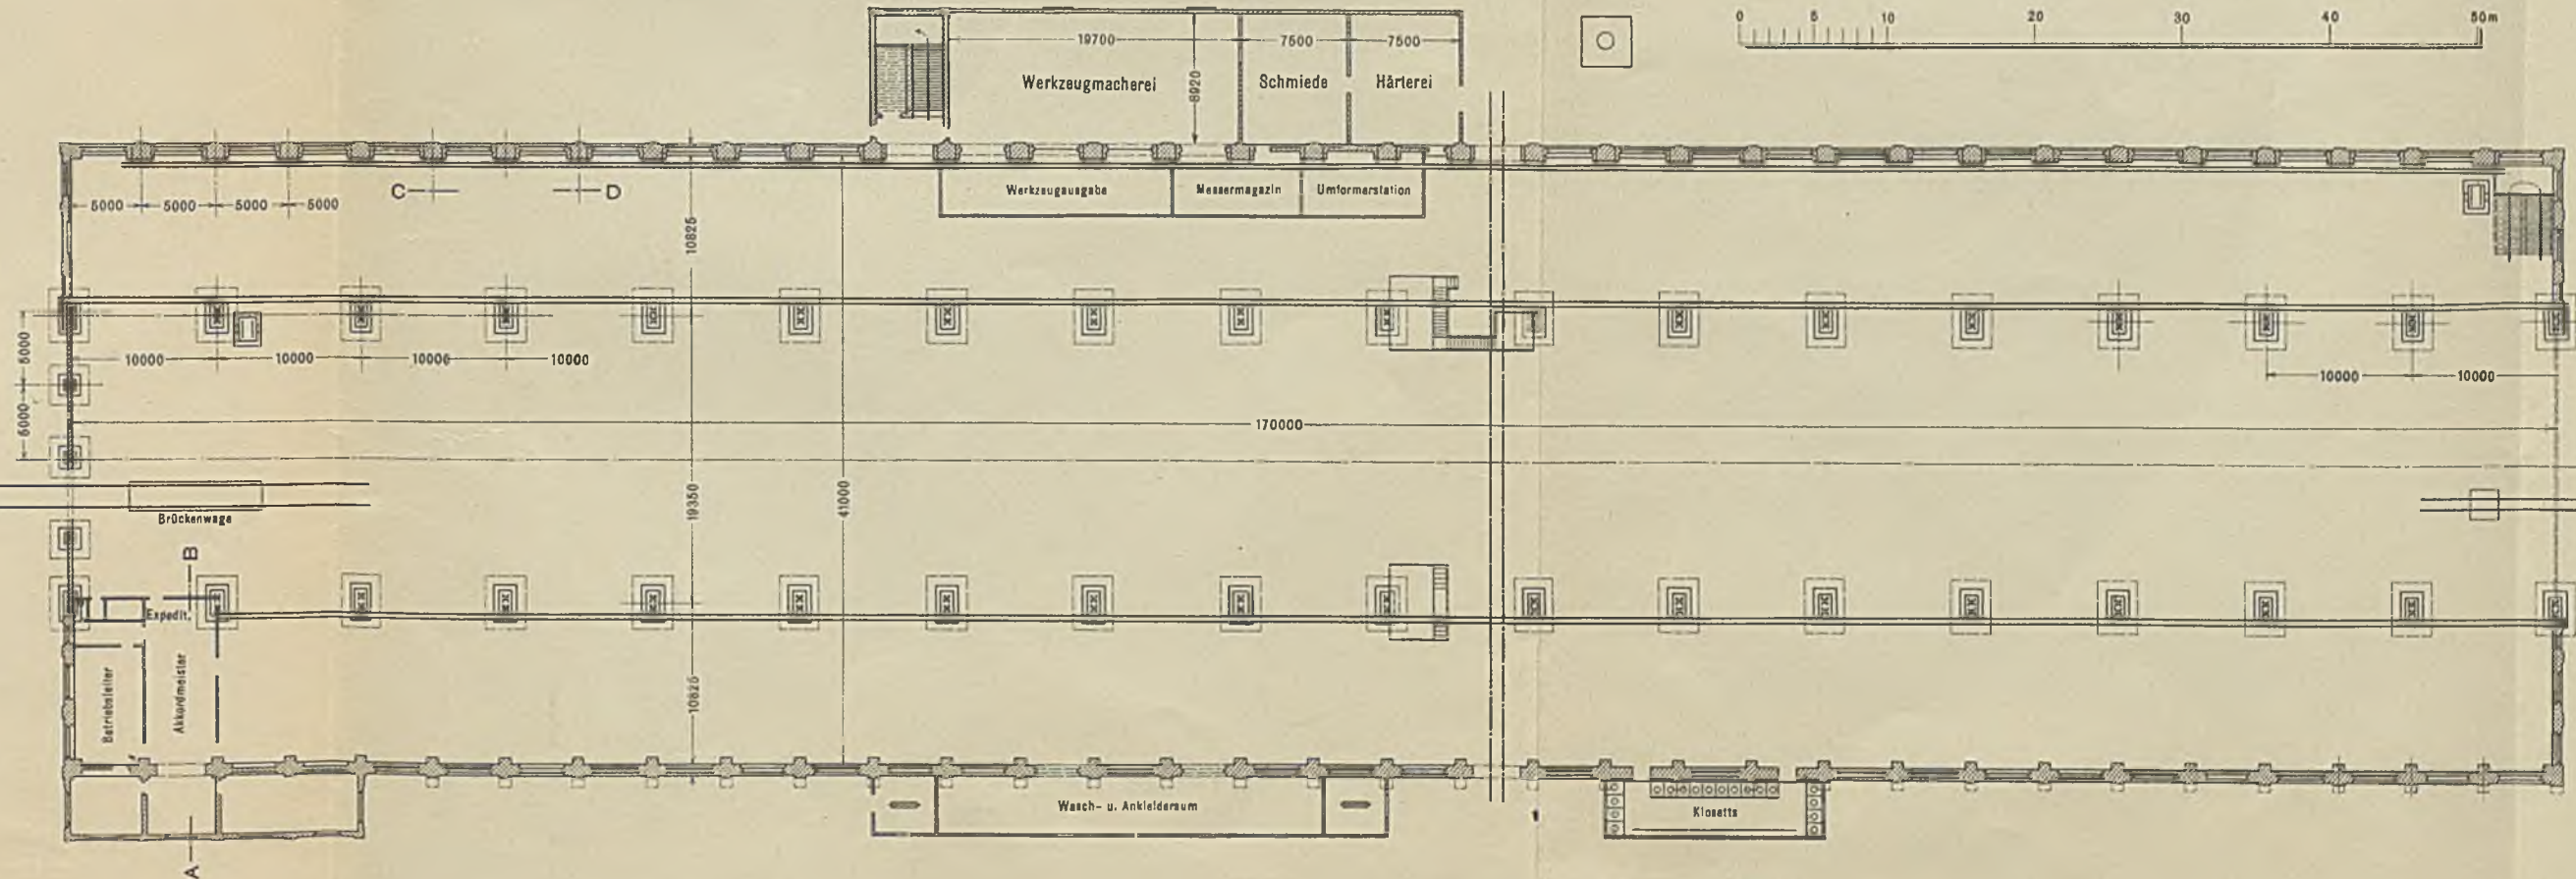 0 5 10 20 30 40 50m
19700 7500 7500
Werkzeugmacherei Schmiede Härterei
8920
C D
Werkzeugausgabe Messermagazin Umformerstation
5000 5000 5000 5000
10825
5000
10000 10000 10000 10000
10000 10000
5000
170000
19350
41000
Brückenwage
B
Expedit.
Betriebsleiter
Akkordmeister
10825
Wasch- u. Ankleideraum
Klosetts
A